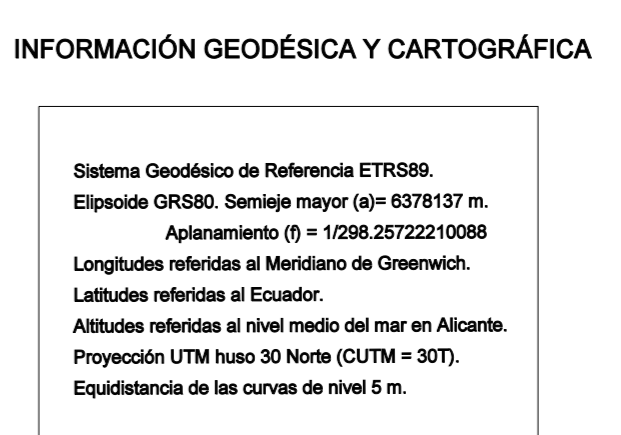 INFORMACIÓN GEODÉSICA Y CARTOGRÁFICA
Sistema Geodésico de Referencia ETRS89.
Elipsoide GRS80. Semieje mayor (a)= 6378137 m.
Aplanamiento (f) = 1/298.25722210088
Longitudes referidas al Meridiano de Greenwich.
Latitudes referidas al Ecuador.
Altitudes referidas al nivel medio del mar en Alicante.
Proyección UTM huso 30 Norte (CUTM = 30T).
Equidistancia de las curvas de nivel 5 m.